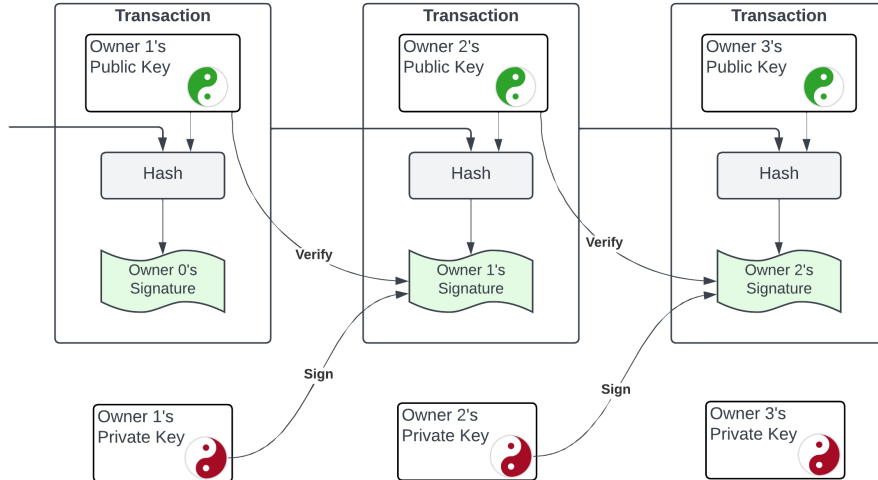 Transaction
Transaction
Transaction
Owner 1's
Public Key
Owner 2's
Public Key
Owner 3's
Public Key
Hash
Hash
Hash
Verify
Verify
Owner 0's
Signature
Owner 1's
Signature
Owner 2's
Signature
Sign
Sign
Owner 1's
Private Key
Owner 2's
Private Key
Owner 3's
Private Key